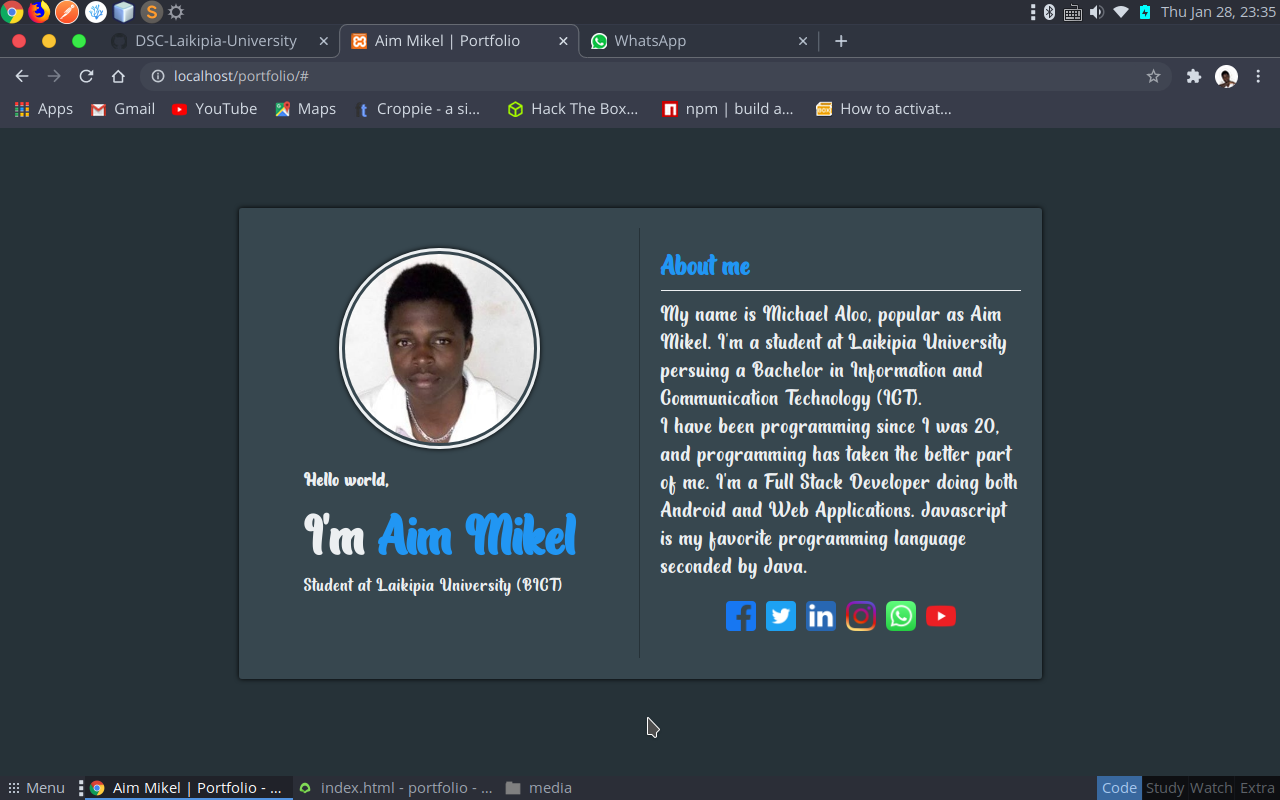 Thu Jan 28, 23:35
DSC-Laikipia-University
Aim Mikel | Portfolio
WhatsApp
localhost/portfolio/#
Apps
Gmail
YouTube
Maps
Croppie - a si...
Hack The Box...
npm | build a...
How to activat...
Hello world,
I'm Aim Mikel
Student at Laikipia University (BICT)
About me
My name is Michael Aloo, popular as Aim
Mikel. I'm a student at Laikipia University
persuing a Bachelor in Information and
Communication Technology (ICT).
I have been programming since I was 20,
and programming has taken the better part
of me. I'm a Full Stack Developer doing both
Android and Web Applications. Javascript
is my favorite programming language
seconded by Java.
Menu
Aim Mikel | Portfolio - ...
index.html - portfolio - ...
media
Code
Study
Watch
Extra